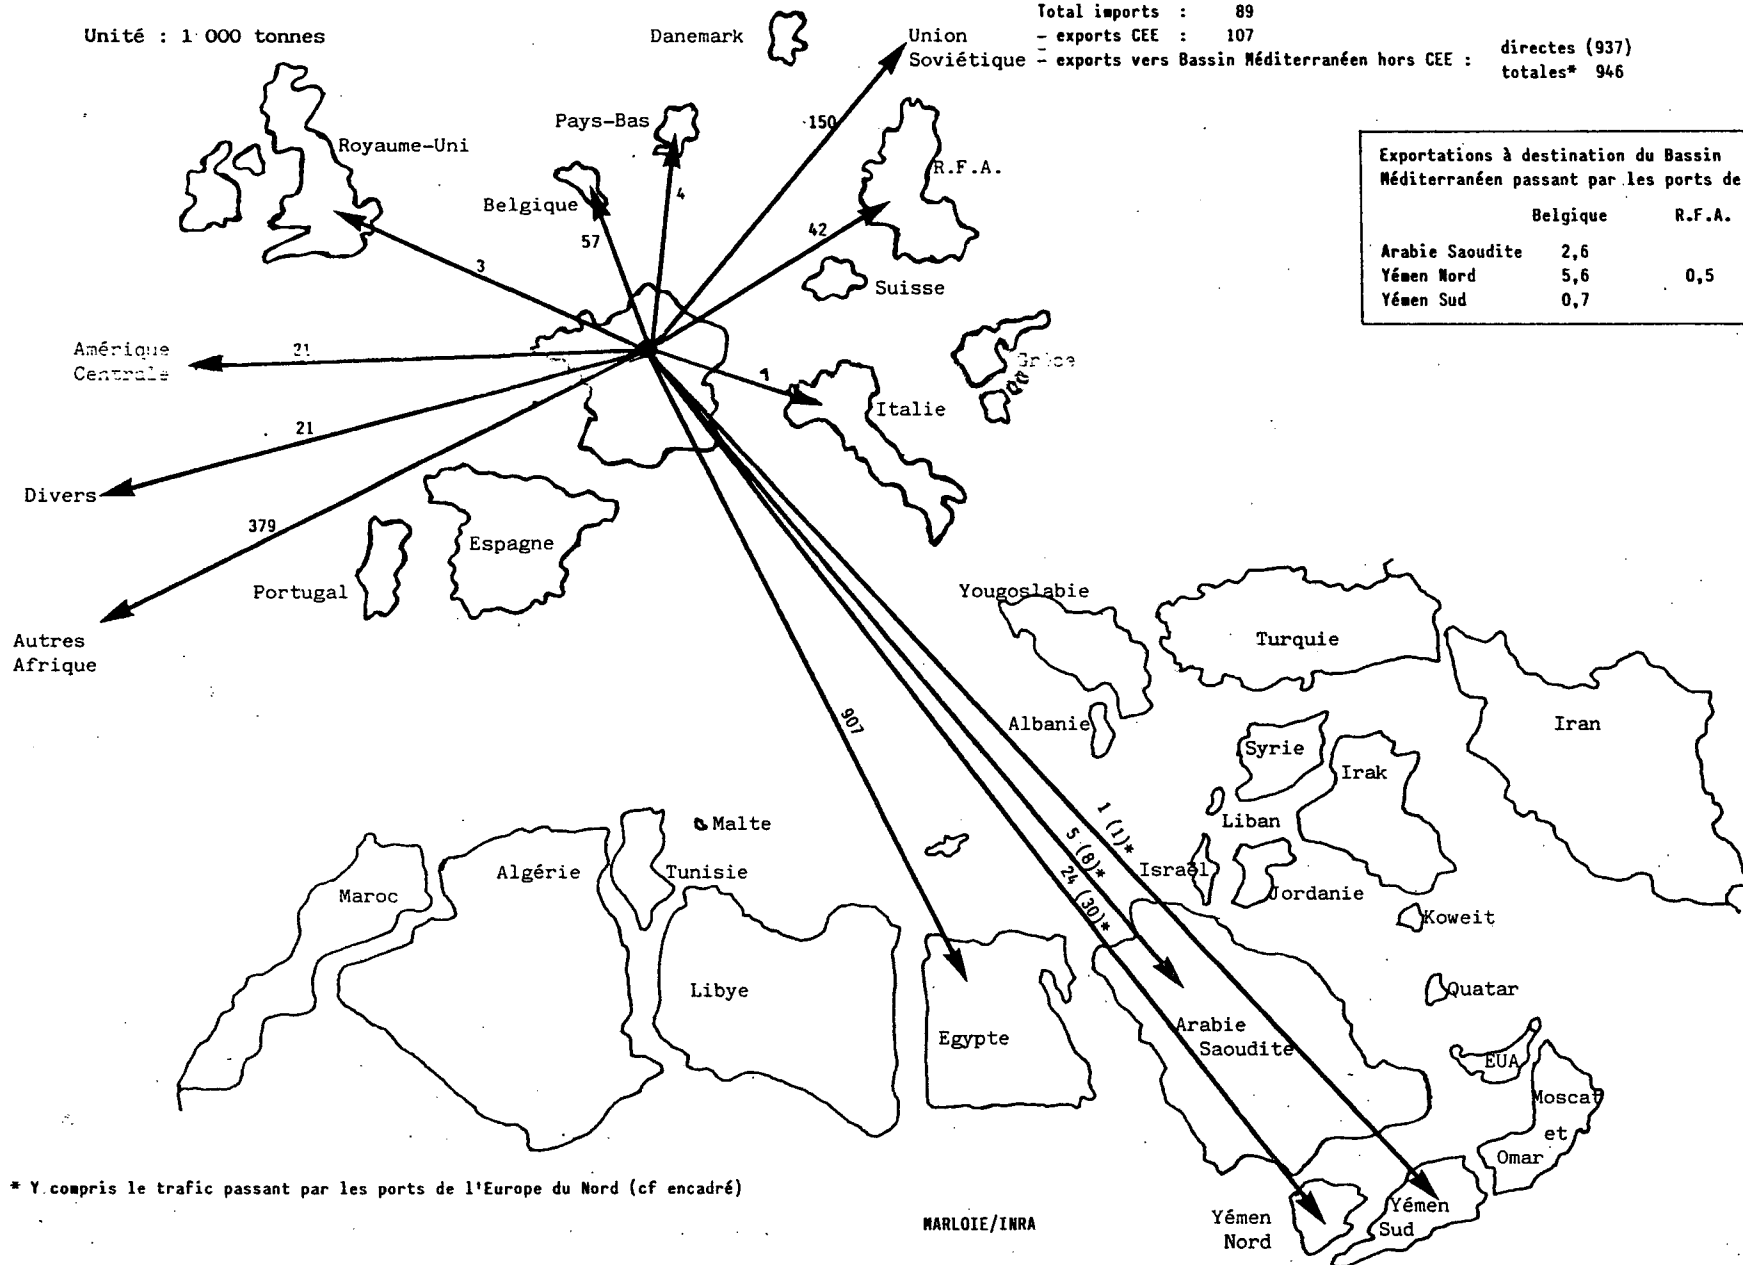 Unité : 1 000 tonnes
Danemark
Union
Soviétique
Total imports : 89
- exports CEE : 107
- exports vers Bassin Méditerranéen hors CEE :
directes (937)
totales* 946
Pays-Bas
150
Royaume-Uni
R.F.A.
Exportations à destination du Bassin
Méditerranéen passant par les ports de
Belgique R.F.A.
Arabie Saoudite 2,6
Yémen Nord 5,6 0,5
Yémen Sud 0,7
4
Belgique
57
42
3
Suisse
Amérique
Centrale
21
Grèce
1
Italie
21
Divers
379
Espagne
Portugal
Yougoslabie
Autres
Afrique
Turquie
907
Albanie
Iran
Syrie
Irak
Malte
1 (1)*
Liban
5 (8)*
Algérie
Tunisie
24 (30)*
Israël
Maroc
Jordanie
Koweit
Libye
Quatar
Egypte
Arabie
Saoudite
EUA
Moscat
et
Omar
* Y compris le trafic passant par les ports de l'Europe du Nord (cf encadré)
MARLOIE/INRA
Yémen
Nord
Yémen
Sud